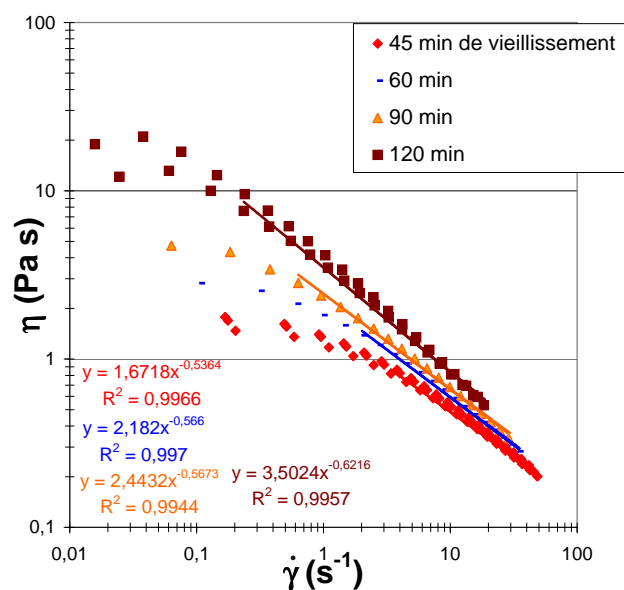 100
10
1
0,1
η (Pa s)
45 min de vieillissement
60 min
90 min
120 min
y = 1,6718x^-0,5364
R² = 0,9966
y = 2,182x^-0,566
R² = 0,997
y = 2,4432x^-0,5673
R² = 0,9944
y = 3,5024x^-0,6216
R² = 0,9957
0,01 0,1 1 10 100
γ̇ (s⁻¹)